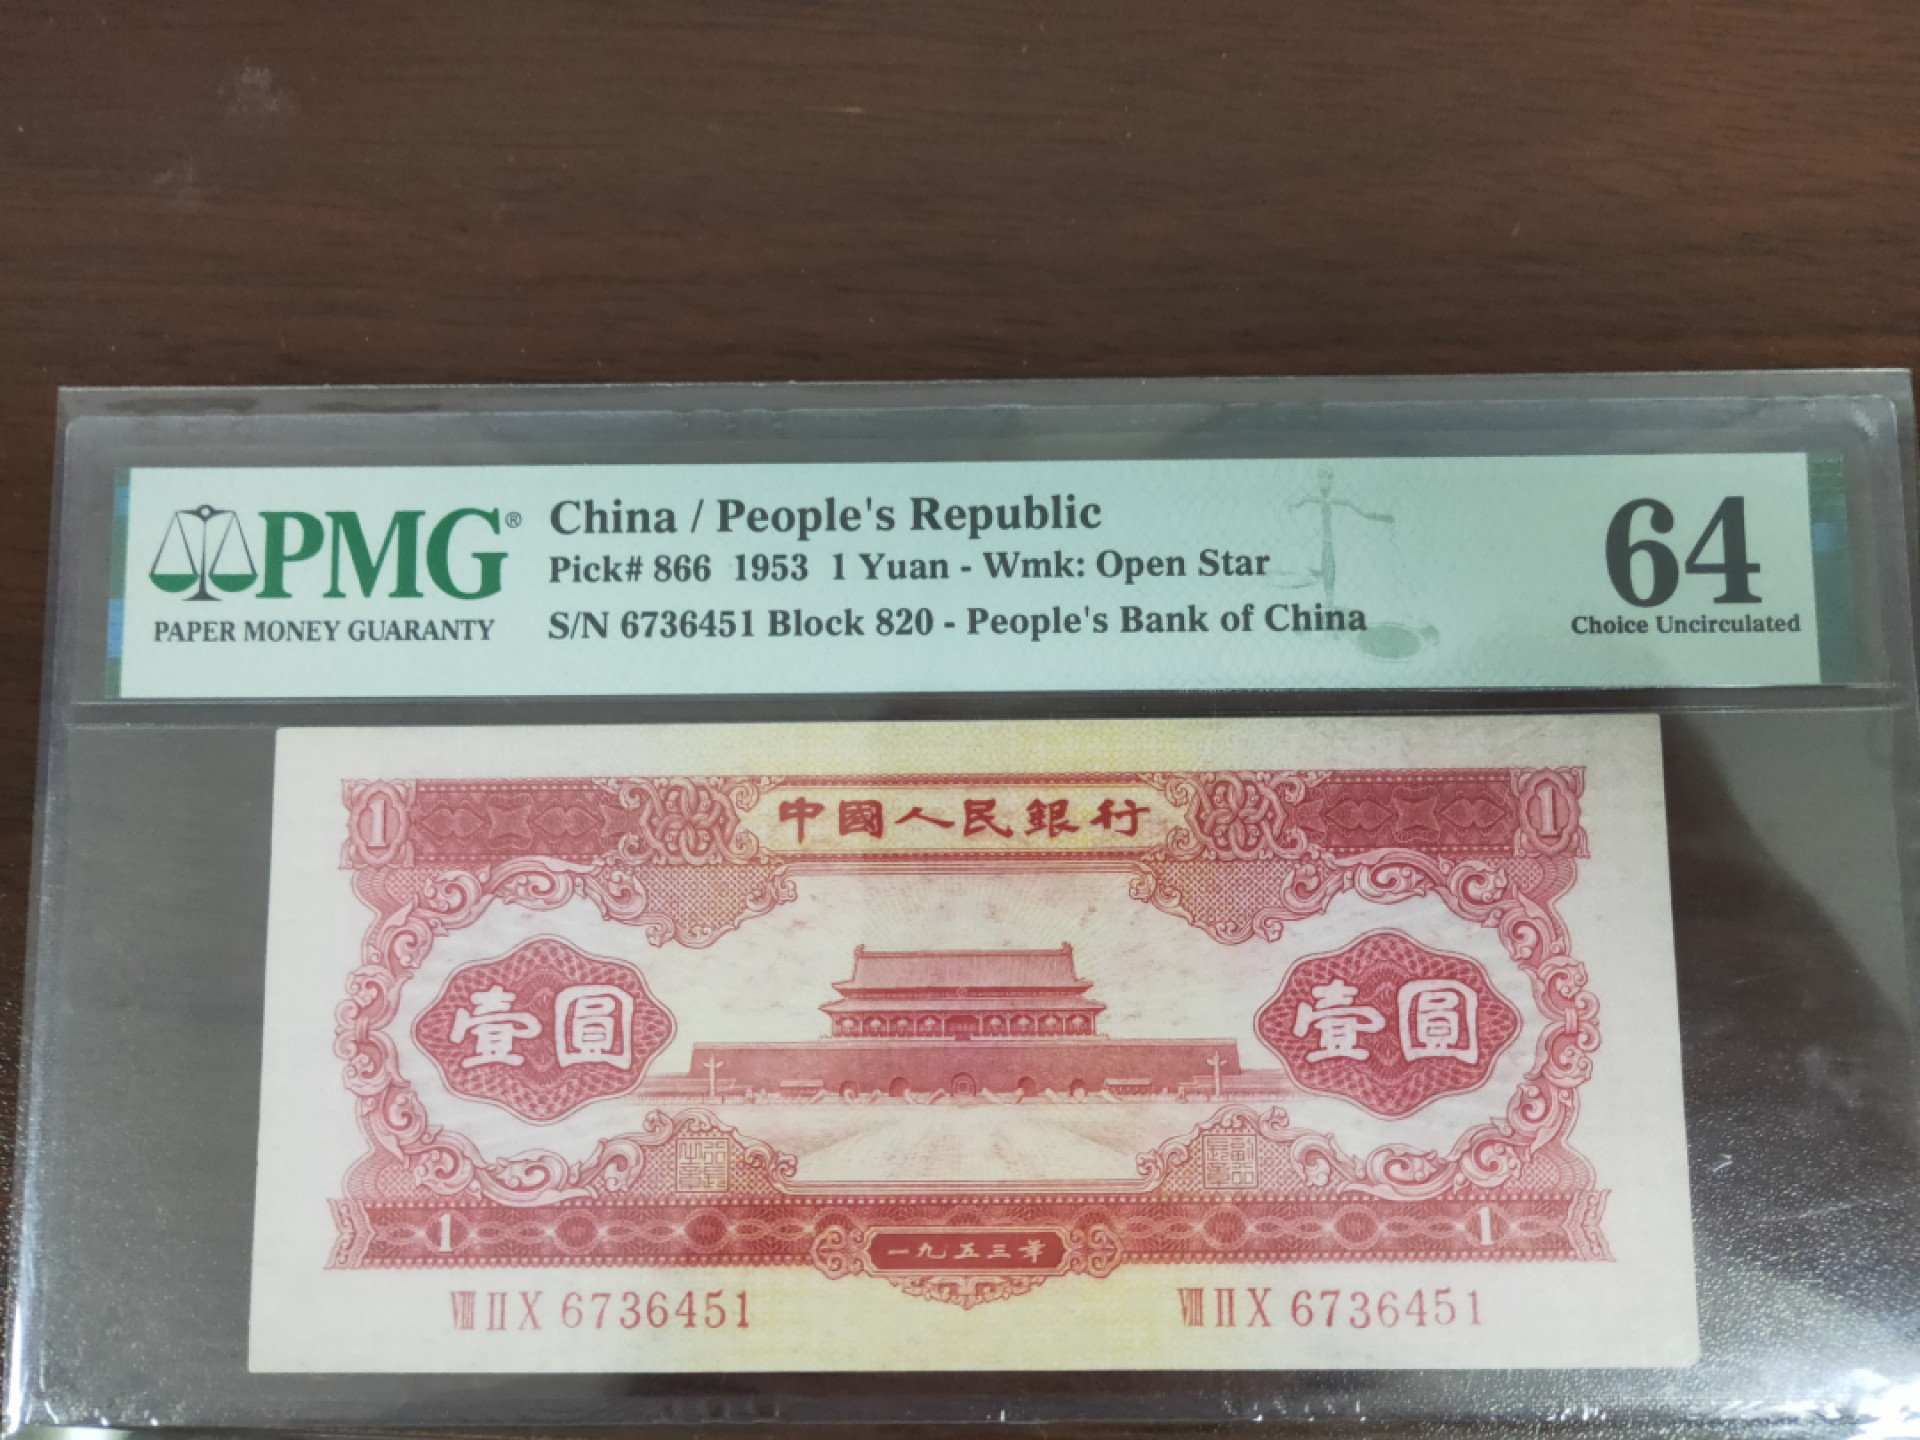 PMG®
PAPER MONEY GUARANTY
China / People's Republic
Pick# 866 1953 1 Yuan - Wmk: Open Star
S/N 6736451 Block 820 - People's Bank of China
64
Choice Uncirculated
1 中國人民銀行 1
壹圓 壹圓
1 一九五三年 1
VIII II X 6736451 VIII II X 6736451